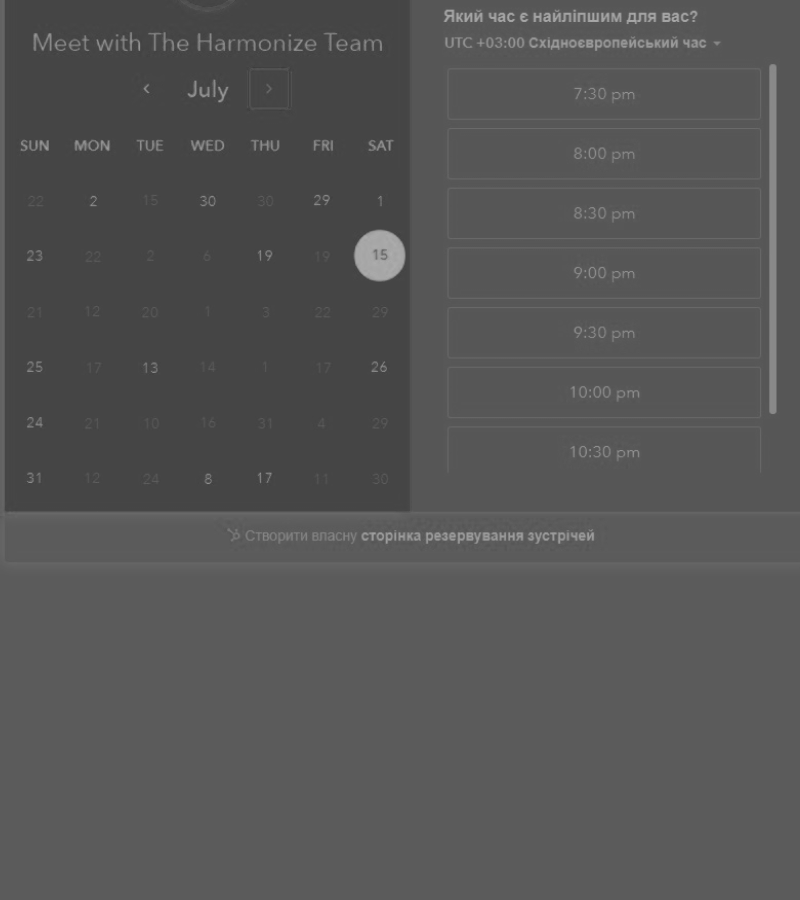 Meet with The Harmonize Team
July
SUN MON TUE WED THU FRI SAT
22 2 15 30 30 29 1
23 22 2 6 19 19 15
21 12 20 1 3 22 29
25 17 13 14 1 17 26
24 21 10 16 31 4 29
31 12 24 8 17 11 30
Який час є найліпшим для вас?
UTC +03:00 Східноєвропейський час
7:30 pm
8:00 pm
8:30 pm
9:00 pm
9:30 pm
10:00 pm
10:30 pm
Створити власну сторінка резервування зустрічей